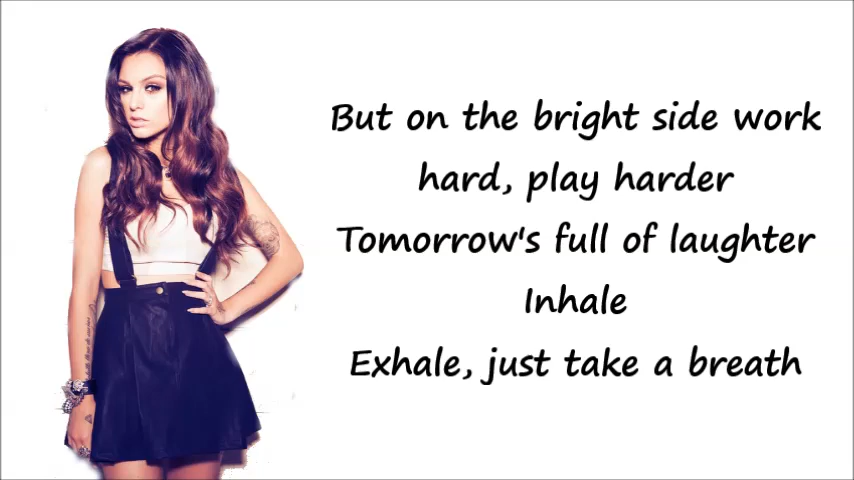 But on the bright side work
hard, play harder
Tomorrow's full of laughter
Inhale
Exhale, just take a breath